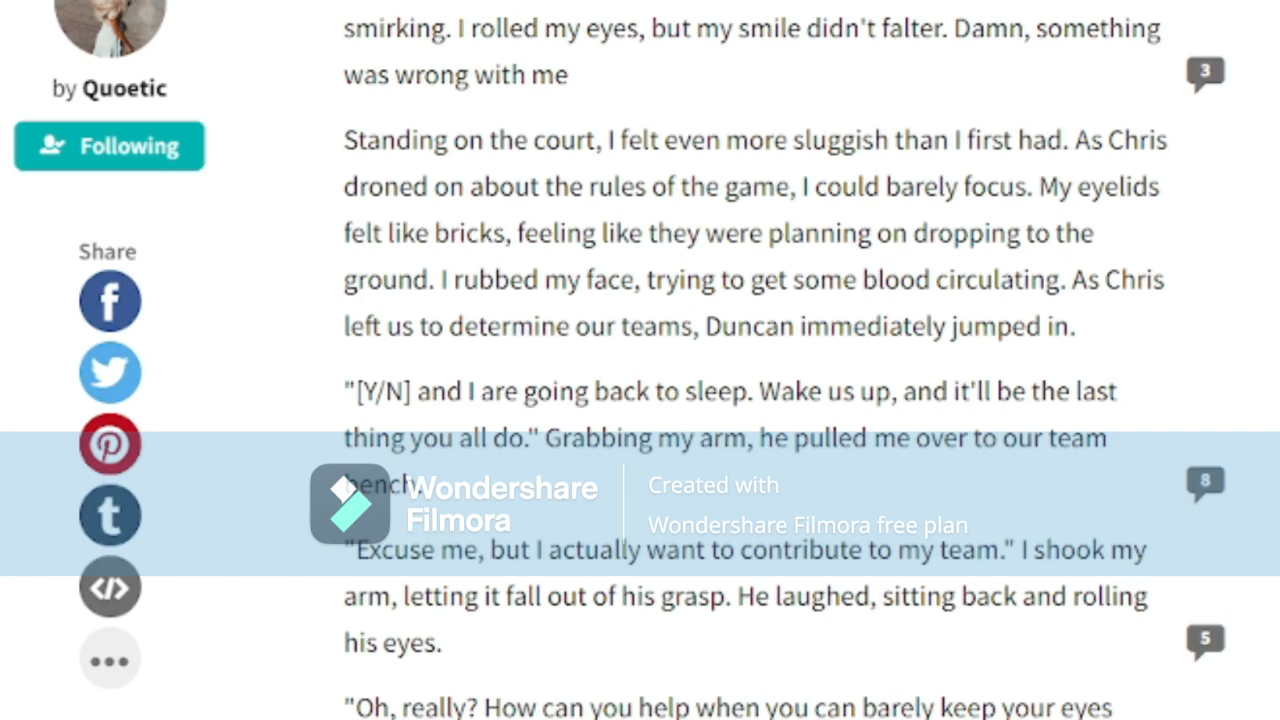 smirking. I rolled my eyes, but my smile didn't falter. Damn, something
was wrong with me
3
by Quoetic
Following
Standing on the court, I felt even more sluggish than I first had. As Chris
droned on about the rules of the game, I could barely focus. My eyelids
felt like bricks, feeling like they were planning on dropping to the
ground. I rubbed my face, trying to get some blood circulating. As Chris
left us to determine our teams, Duncan immediately jumped in.
Share
"[Y/N] and I are going back to sleep. Wake us up, and it'll be the last
thing you all do." Grabbing my arm, he pulled me over to our team
bench.
8
Wondershare
Filmora
Created with
Wondershare Filmora free plan
"Excuse me, but I actually want to contribute to my team." I shook my
arm, letting it fall out of his grasp. He laughed, sitting back and rolling
his eyes.
5
"Oh, really? How can you help when you can barely keep your eyes